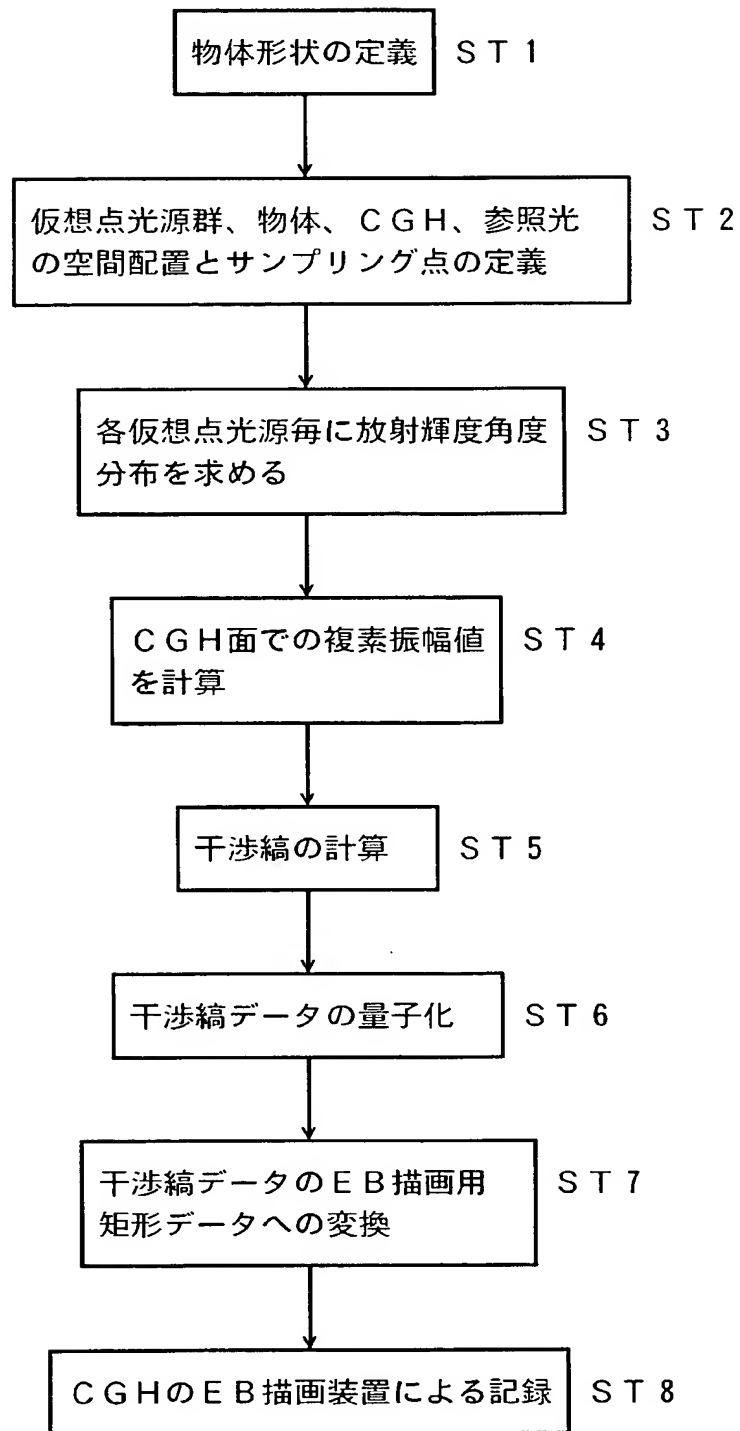 物体形状の定義 ST1
仮想点光源群、物体、CGH、参照光 ST2
の空間配置とサンプリング点の定義
各仮想点光源毎に放射輝度角度 ST3
分布を求める
CGH面での複素振幅値 ST4
を計算
干渉縞の計算 ST5
干渉縞データの量子化 ST6
干渉縞データのEB描画用 ST7
矩形データへの変換
CGHのEB描画装置による記録 ST8